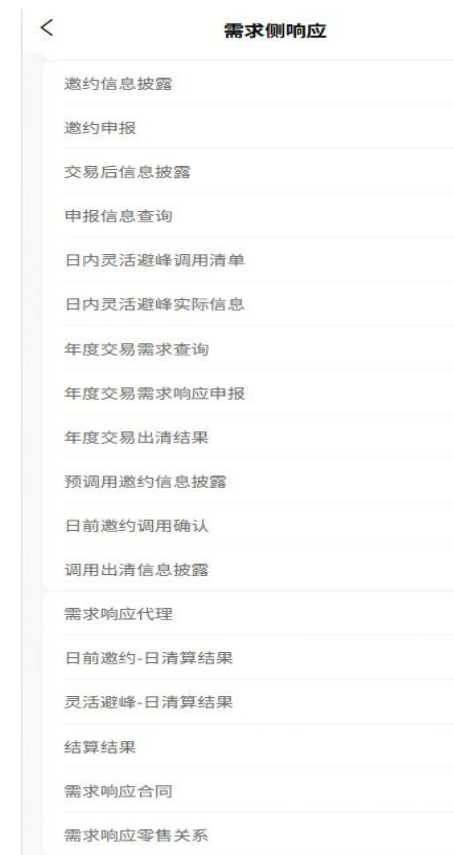 需求侧响应
邀约信息披露
邀约申报
交易后信息披露
申报信息查询
日内灵活避峰调用清单
日内灵活避峰实际信息
年度交易需求查询
年度交易需求响应申报
年度交易出清结果
预调用邀约信息披露
日前邀约调用确认
调用出清信息披露
需求响应代理
日前邀约-日清算结果
灵活避峰-日清算结果
结算结果
需求响应合同
需求响应零售关系